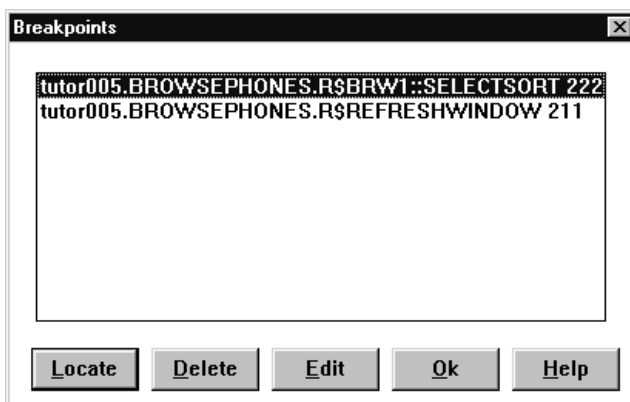 Breakpoints
tutor005.BROWSEPHONES.R$BRW1::SELECTSORT 222
tutor005.BROWSEPHONES.R$REFRESHWINDOW 211
Locate Delete Edit Ok Help